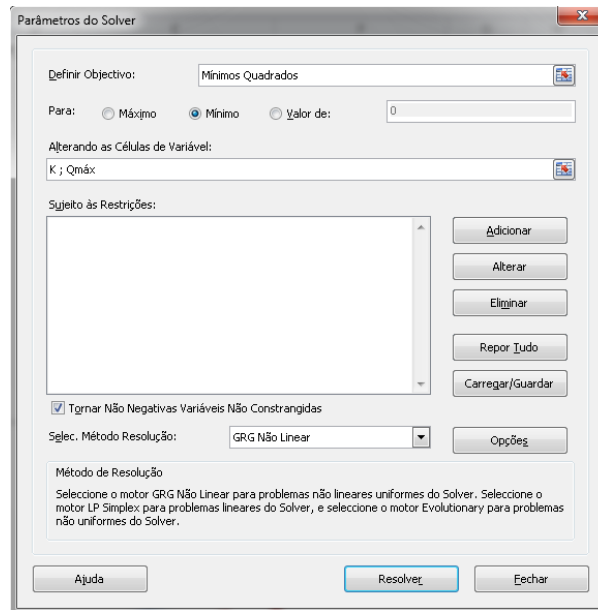 Parâmetros do Solver
Definir Objectivo: Mínimos Quadrados
Para: Máximo Mínimo Valor de: 0
Alterando as Células de Variável:
K ; Qmáx
Sujeito às Restrições:
Adicionar
Alterar
Eliminar
Repor Tudo
Carregar/Guardar
Tornar Não Negativas Variáveis Não Constrangidas
Selec. Método Resolução: GRG Não Linear Opções
Método de Resolução
Seleccione o motor GRG Não Linear para problemas não lineares uniformes do Solver. Seleccione o
motor LP Simplex para problemas lineares do Solver, e seleccione o motor Evolutionary para problemas
não uniformes do Solver.
Ajuda Resolver Fechar